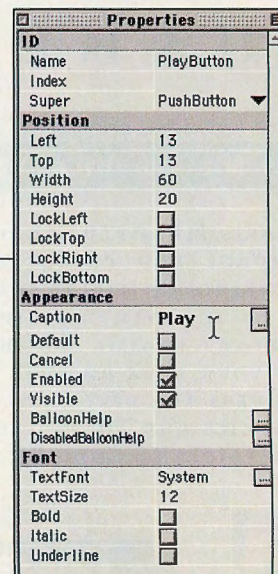 Properties
ID
Name PlayButton
Index
Super PushButton
Position
Left 13
Top 13
Width 60
Height 20
LockLeft
LockTop
LockRight
LockBottom
Appearance
Caption Play ...
Default
Cancel
Enabled
Visible
BalloonHelp ...
DisabledBalloonHelp ...
Font
TextFont System ...
TextSize 12
Bold
Italic
Underline